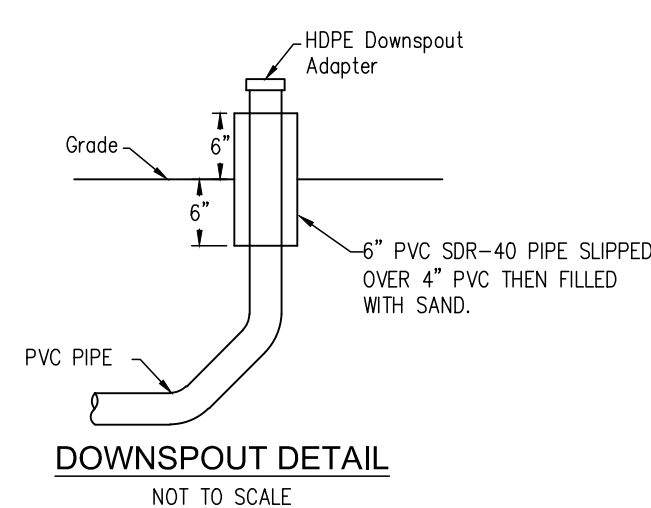 HDPE Downspout
Adapter
6"
Grade
6"
6" PVC SDR-40 PIPE SLIPPED
OVER 4" PVC THEN FILLED
WITH SAND.
PVC PIPE
DOWNSPOUT DETAIL
NOT TO SCALE